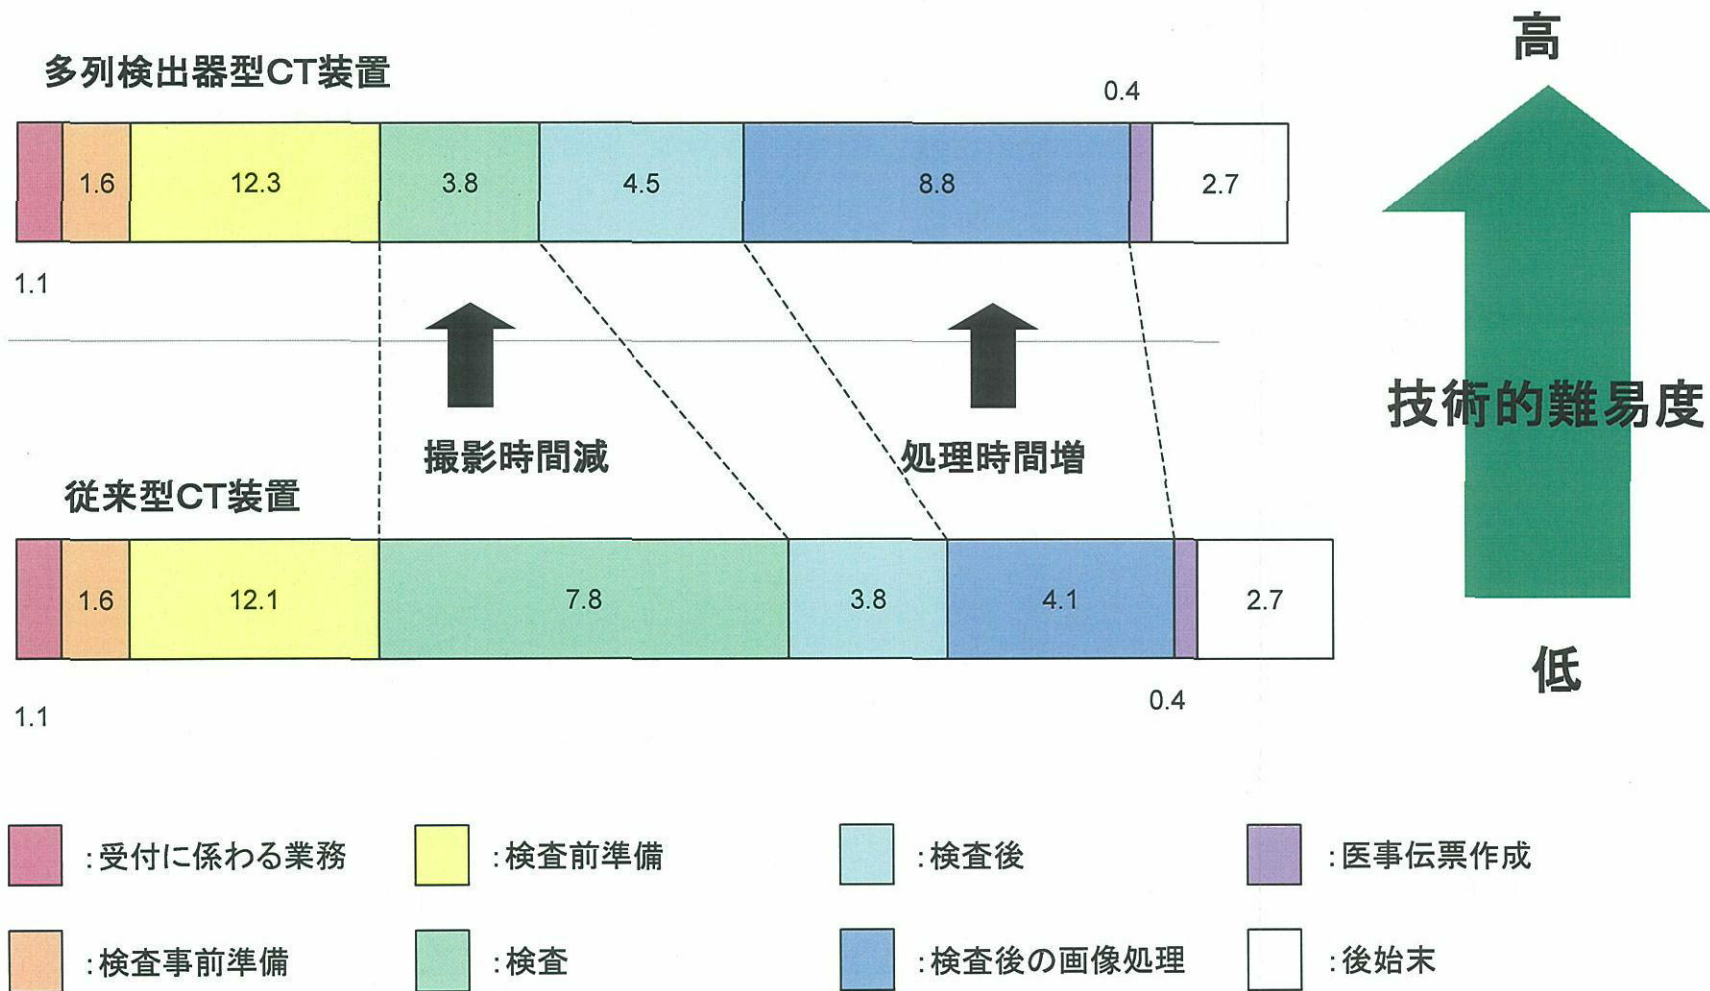 高
多列検出器型CT装置
0.4
1.6 12.3 3.8 4.5 8.8 2.7
1.1
技術的難易度
撮影時間減 処理時間増
従来型CT装置
1.6 12.1 7.8 3.8 4.1 2.7
低
0.4
1.1
:受付に係わる業務 :検査前準備 :検査後 :医事伝票作成
:検査事前準備 :検査 :検査後の画像処理 :後始末